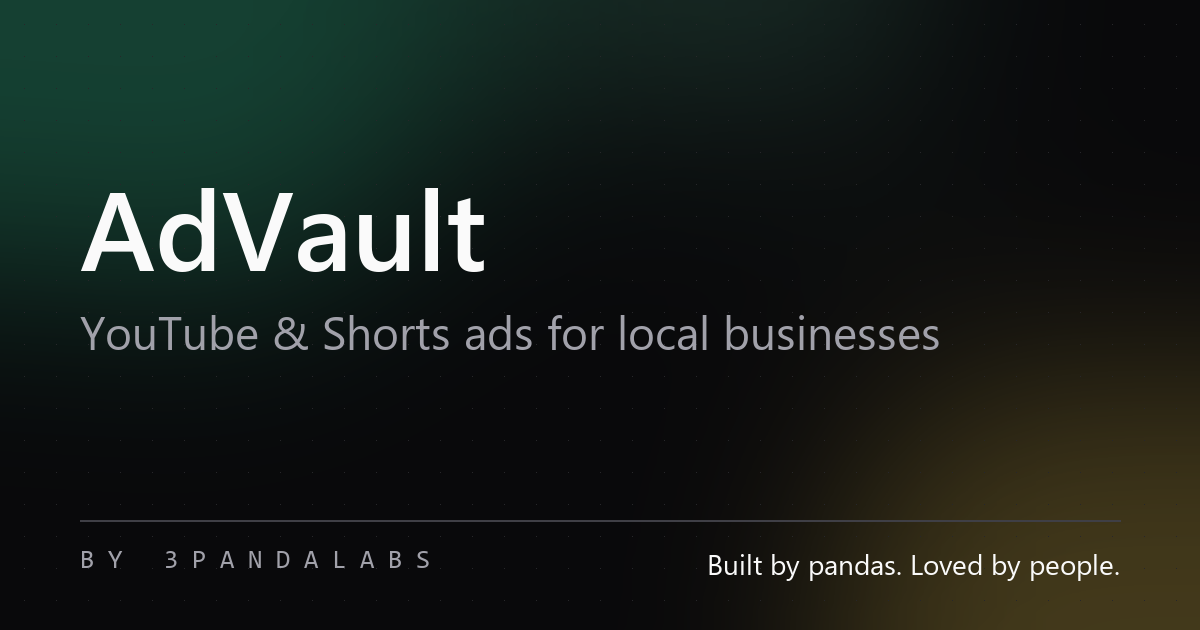 AdVault
YouTube & Shorts ads for local businesses
BY 3PANDALABS
Built by pandas. Loved by people.